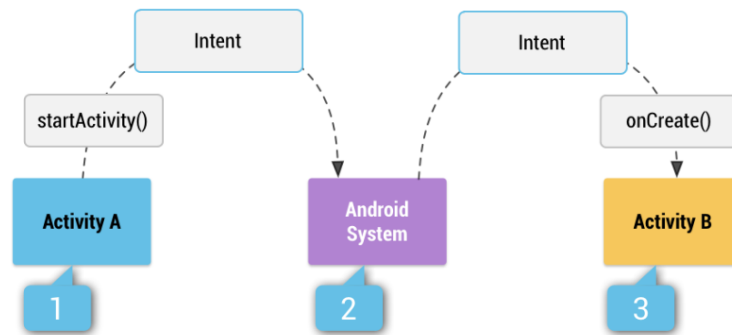 Intent
Intent
startActivity()
onCreate()
Activity A
Android
System
Activity B
1
2
3